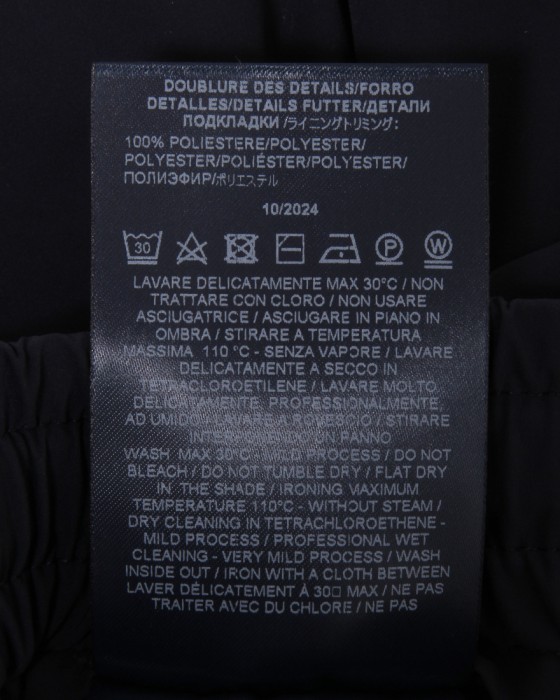 DOUBLURE DES DETAILS/FORRO
DETALLES/DETAILS FUTTER/ДЕТАЛИ
ПОДКЛАДКИ /ライニングトリミング:
100% POLIESTERE/POLYESTER/
POLYESTER/POLIÉSTER/POLYESTER/
ПОЛИЭФИР/ポリエステル
10/2024
30 P W
LAVARE DELICATAMENTE MAX 30°C / NON
TRATTARE CON CLORO / NON USARE
ASCIUGATRICE / ASCIUGARE IN PIANO IN
OMBRA / STIRARE A TEMPERATURA
MASSIMA 110 °C - SENZA VAPORE / LAVARE
DELICATAMENTE A SECCO IN
TETRACLOROETILENE / LAVARE MOLTO
DELICATAMENTE, PROFESSIONALMENTE,
AD UMIDO/ LAVARE A ROVESCIO / STIRARE
INTERPONENDO UN PANNO
WASH MAX 30°C - MILD PROCESS / DO NOT
BLEACH / DO NOT TUMBLE DRY / FLAT DRY
IN THE SHADE / IRONING MAXIMUM
TEMPERATURE 110°C - WITHOUT STEAM /
DRY CLEANING IN TETRACHLOROETHENE -
MILD PROCESS / PROFESSIONAL WET
CLEANING - VERY MILD PROCESS / WASH
INSIDE OUT / IRON WITH A CLOTH BETWEEN
LAVER DÉLICATEMENT À 30□ MAX / NE PAS
TRAITER AVEC DU CHLORE / NE PAS